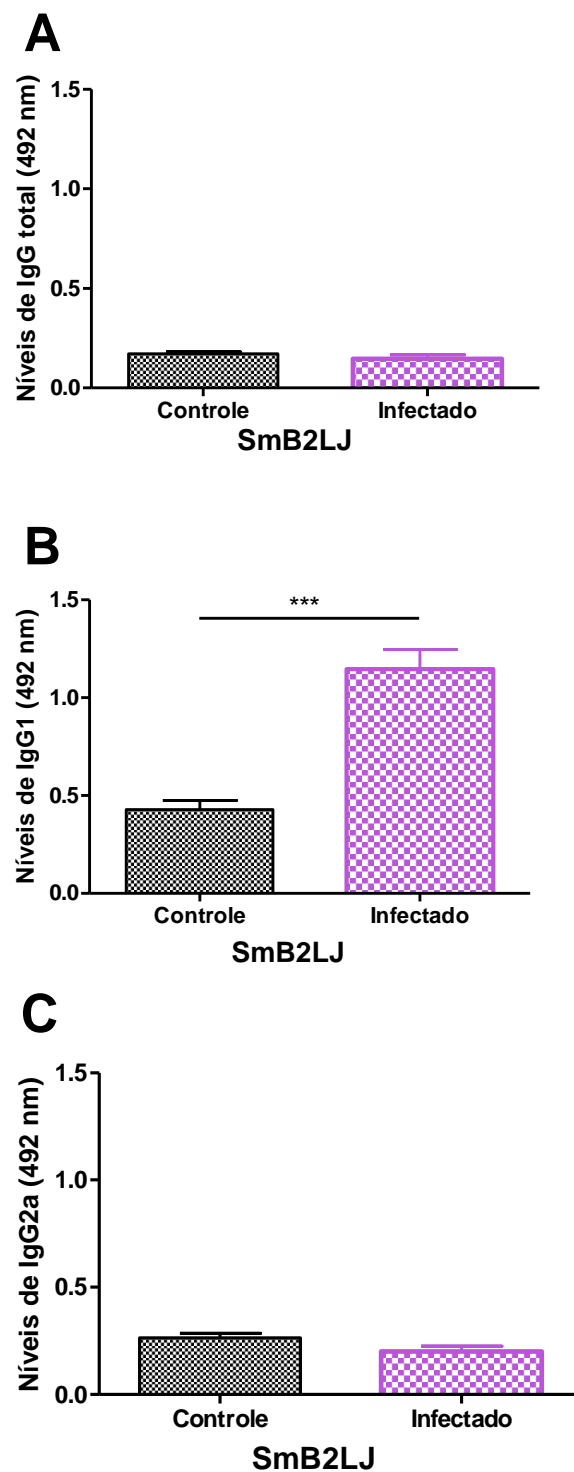 A
Níveis de IgG total (492 nm)
1.5
1.0
0.5
0.0
Controle Infectado
SmB2LJ
B
Níveis de IgG1 (492 nm)
1.5
1.0
0.5
0.0
***
Controle Infectado
SmB2LJ
C
Níveis de IgG2a (492 nm)
1.5
1.0
0.5
0.0
Controle Infectado
SmB2LJ